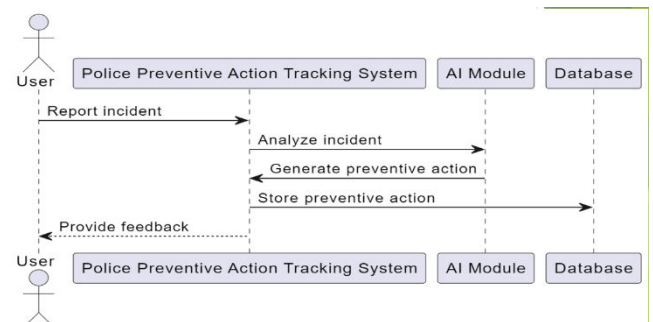 User
Police Preventive Action Tracking System
AI Module
Database
Report incident
Analyze incident
Generate preventive action
Store preventive action
Provide feedback
User
Police Preventive Action Tracking System
AI Module
Database